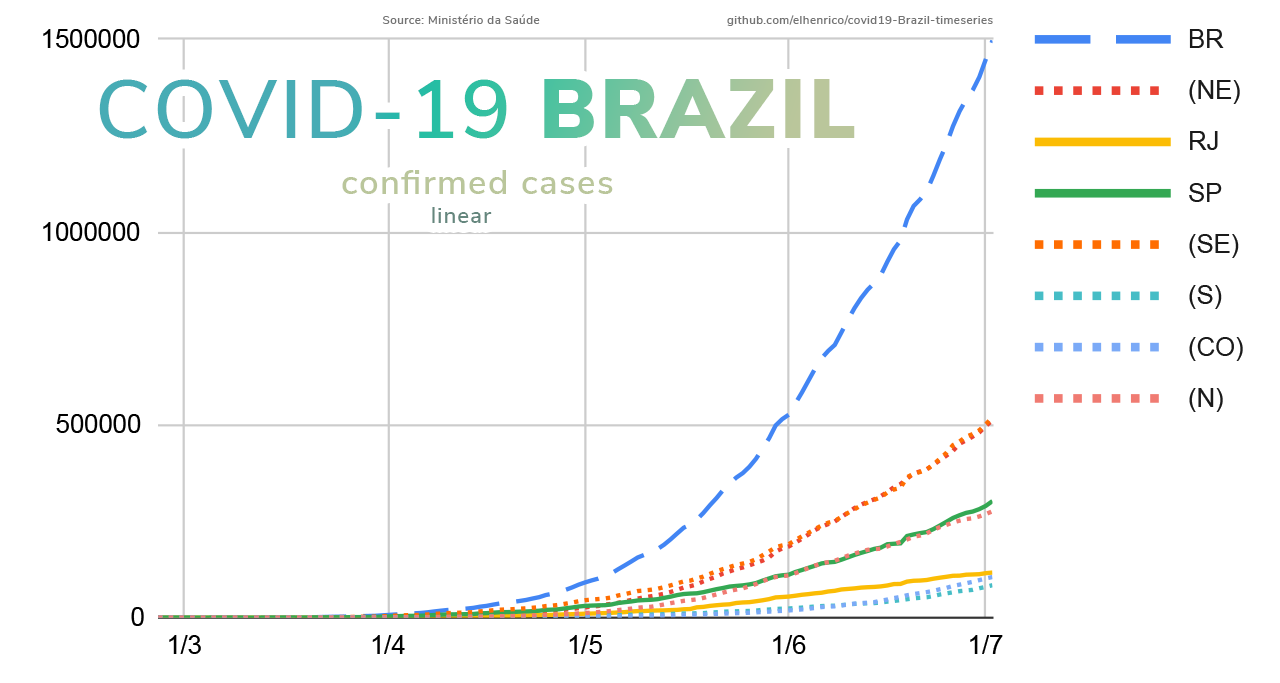 Source: Ministério da Saúde
github.com/elhenrico/covid19-Brazil-timeseries
COVID-19 BRAZIL
confirmed cases
linear
1500000
1000000
500000
0
1/3
1/4
1/5
1/6
1/7
BR
(NE)
RJ
SP
(SE)
(S)
(CO)
(N)